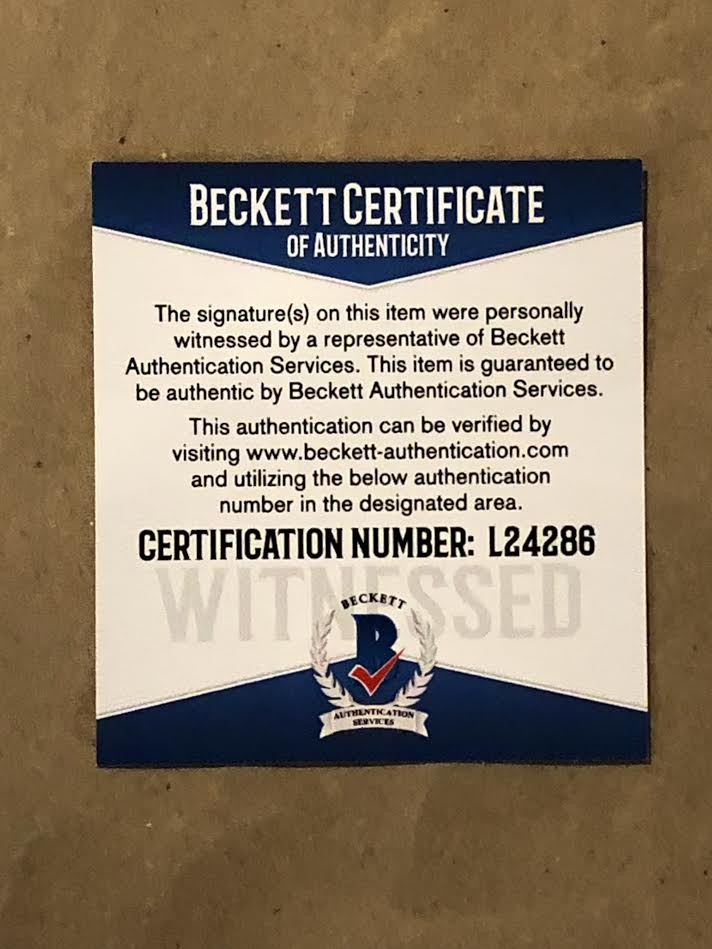 BECKETT CERTIFICATE
OF AUTHENTICITY
The signature(s) on this item were personally
witnessed by a representative of Beckett
Authentication Services. This item is guaranteed to
be authentic by Beckett Authentication Services.
This authentication can be verified by
visiting www.beckett-authentication.com
and utilizing the below authentication
number in the designated area.
CERTIFICATION NUMBER: L24286
WITNESSED
BECKETT
B
AUTHENTICATION
SERVICES